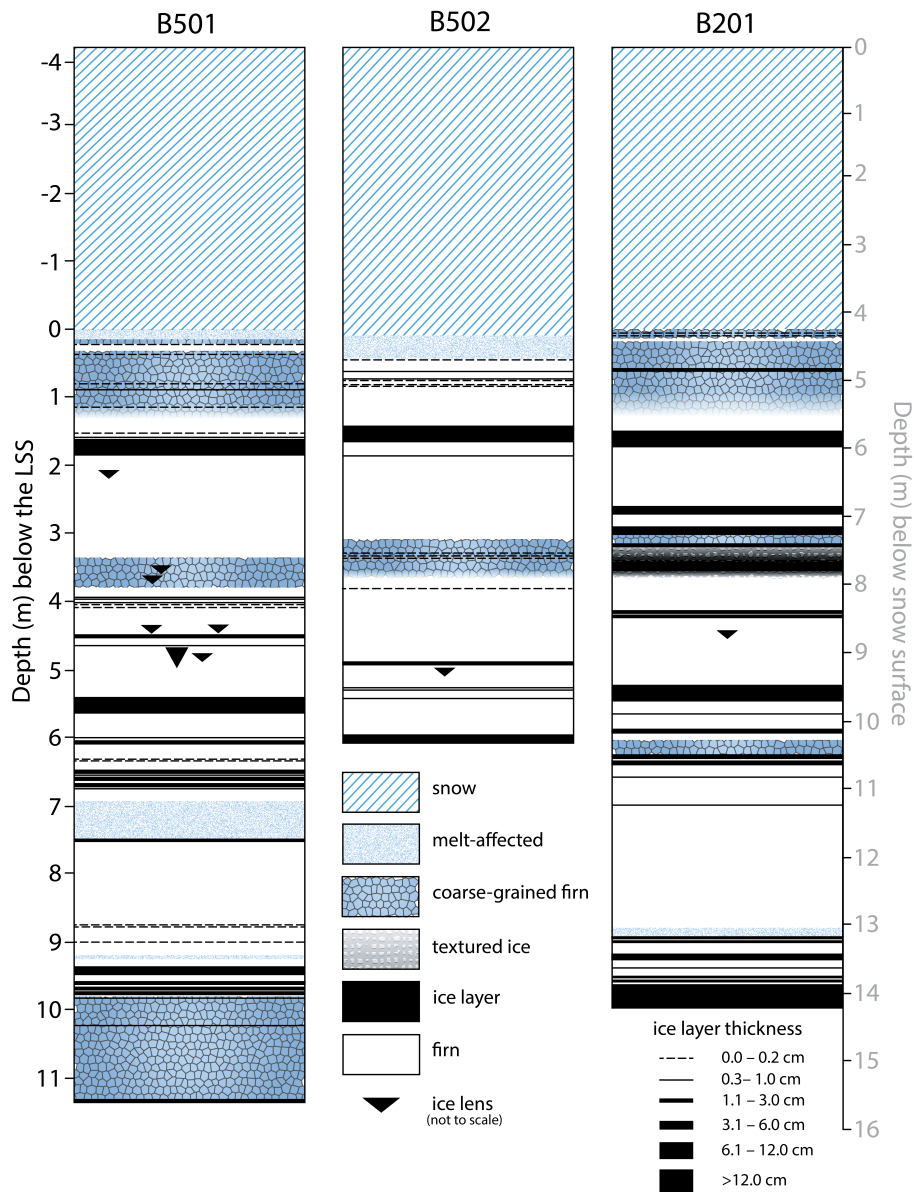 B501
B502
B201
-4
-3
-2
-1
0
1
2
3
4
5
6
7
8
9
10
11
Depth (m) below the LSS
0
1
2
3
4
5
6
7
8
9
10
11
12
13
14
15
16
Depth (m) below snow surface
snow
melt-affected
coarse-grained firn
textured ice
ice layer
firn
ice lens
(not to scale)
ice layer thickness
0.0 – 0.2 cm
0.3– 1.0 cm
1.1 – 3.0 cm
3.1 – 6.0 cm
6.1 – 12.0 cm
>12.0 cm